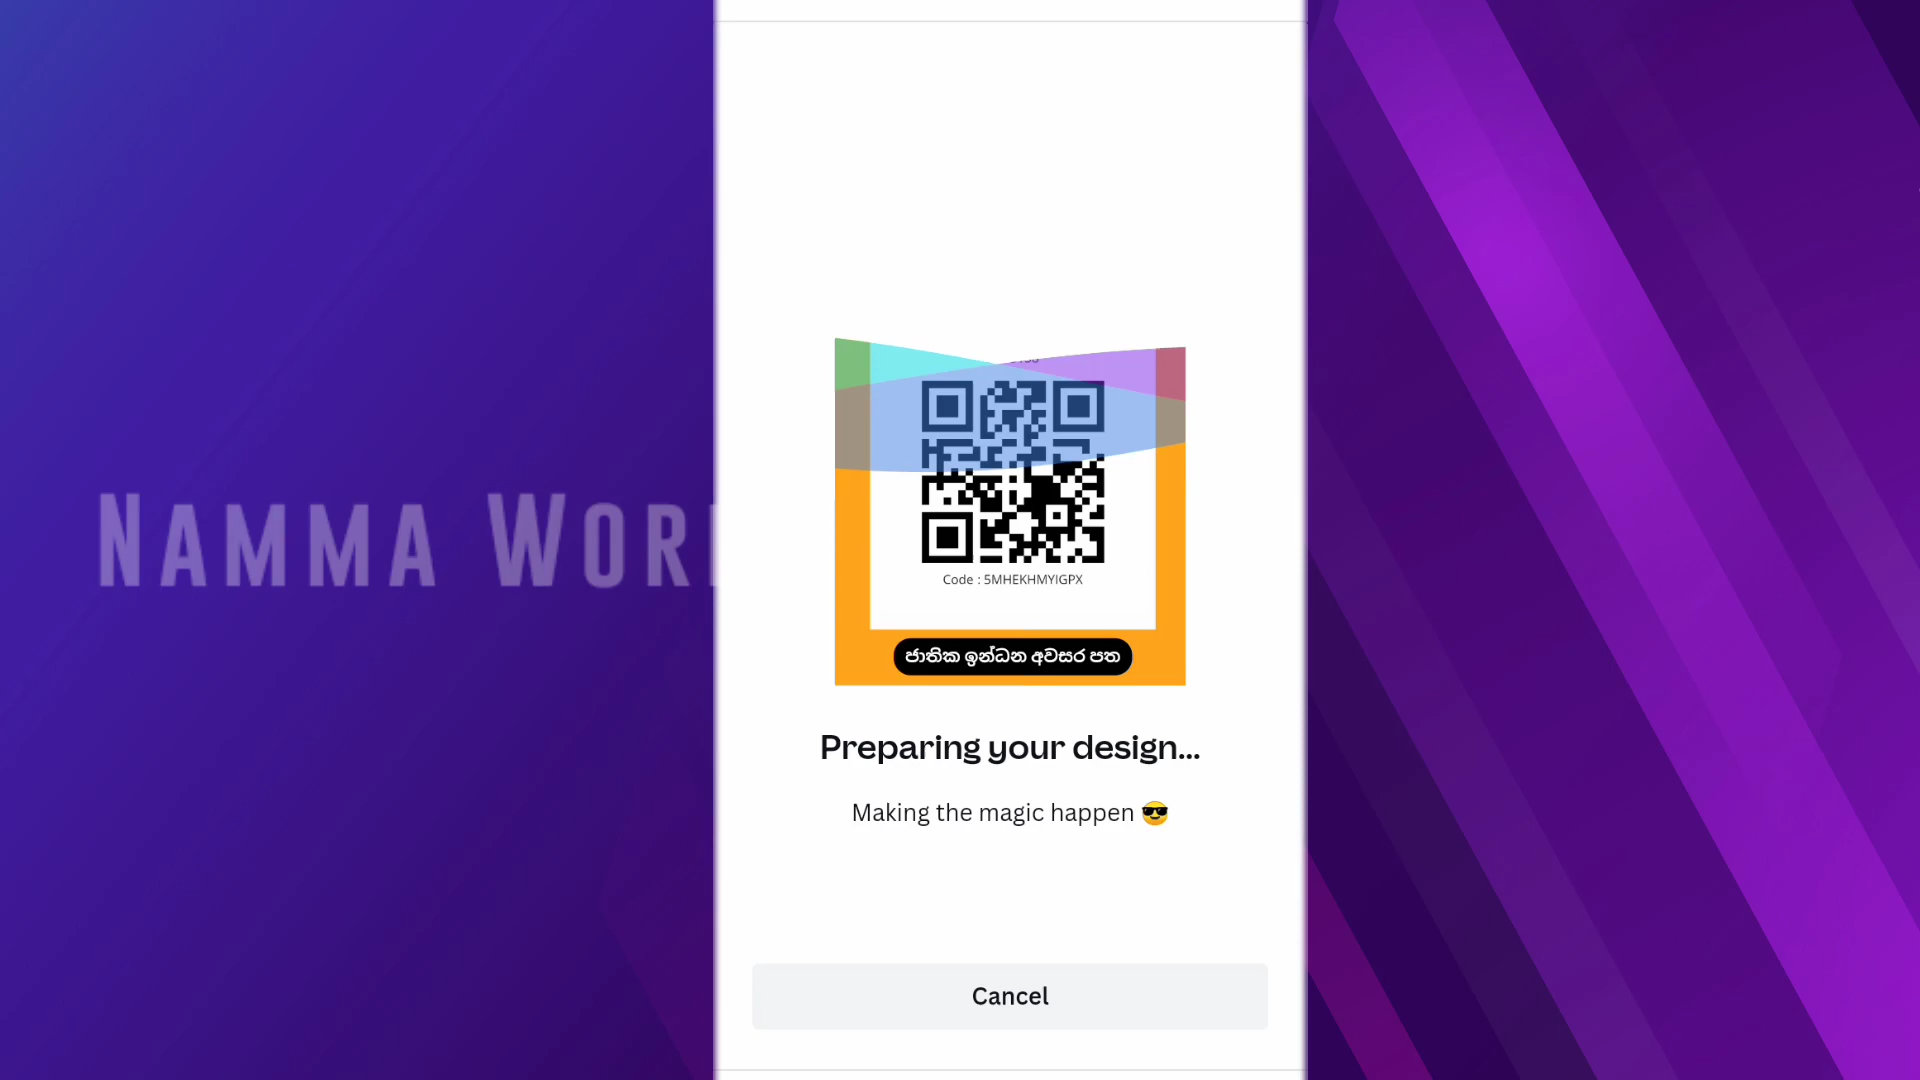 NAMMA WOR
Code : 5MHEKHMYIGPX
ජාතික ඉන්ධන අවසර පත
Preparing your design...
Making the magic happen 😎
Cancel